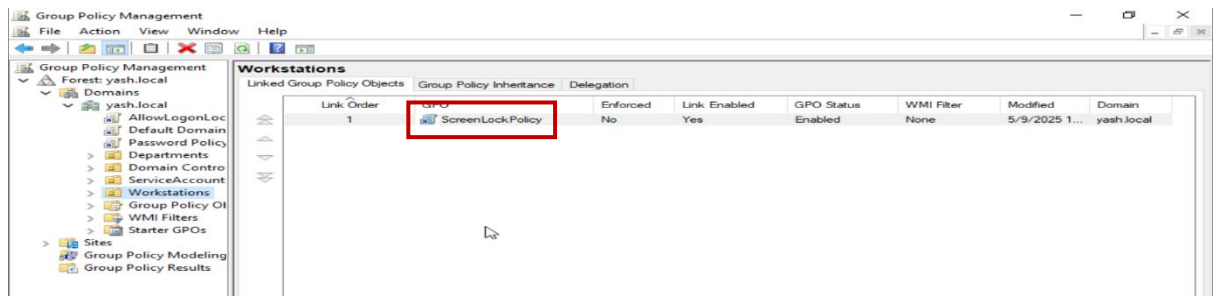 Group Policy Management
File Action View Window Help
Group Policy Management
Forest: yash.local
Domains
yash.local
AllowLogonLoc
Default Domain
Password Policy
Departments
Domain Contro
ServiceAccount
Workstations
Group Policy Ob
WMI Filters
Starter GPOs
Sites
Group Policy Modeling
Group Policy Results
Workstations
Linked Group Policy Objects Group Policy Inheritance Delegation
Link Order GPO Enforced Link Enabled GPO Status WMI Filter Modified Domain
1 ScreenLockPolicy No Yes Enabled None 5/9/2025 1... yash.local